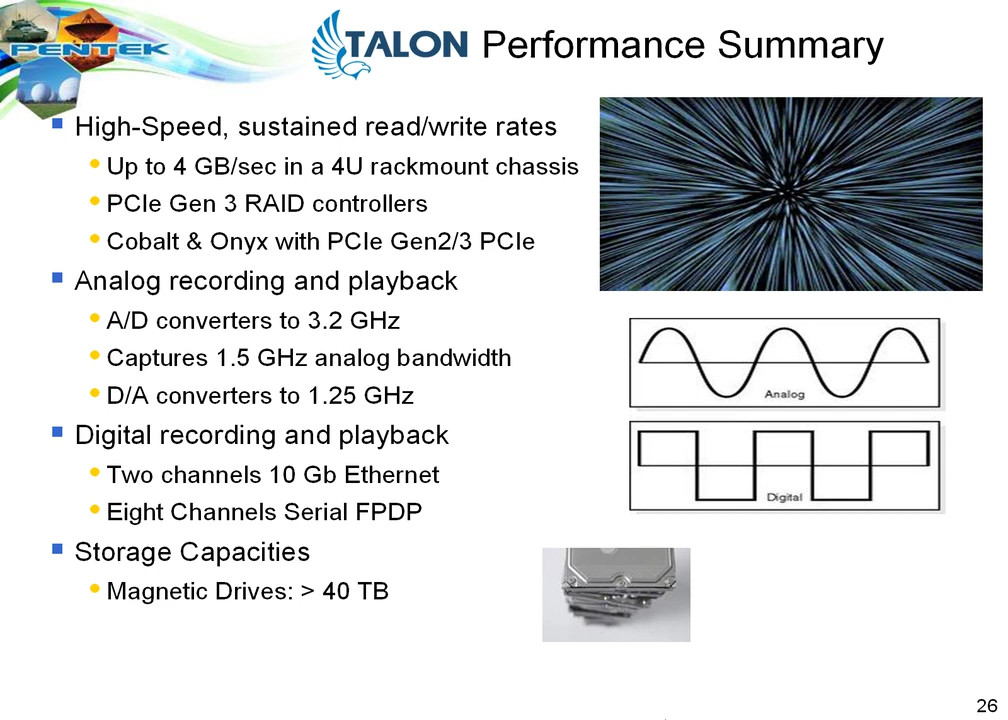 PENTEK
TALON Performance Summary
High-Speed, sustained read/write rates
Up to 4 GB/sec in a 4U rackmount chassis
PCIe Gen 3 RAID controllers
Cobalt & Onyx with PCIe Gen2/3 PCIe
Analog recording and playback
A/D converters to 3.2 GHz
Captures 1.5 GHz analog bandwidth
D/A converters to 1.25 GHz
Analog
Digital recording and playback
Two channels 10 Gb Ethernet
Digital
Eight Channels Serial FPDP
Storage Capacities
Magnetic Drives: > 40 TB
26